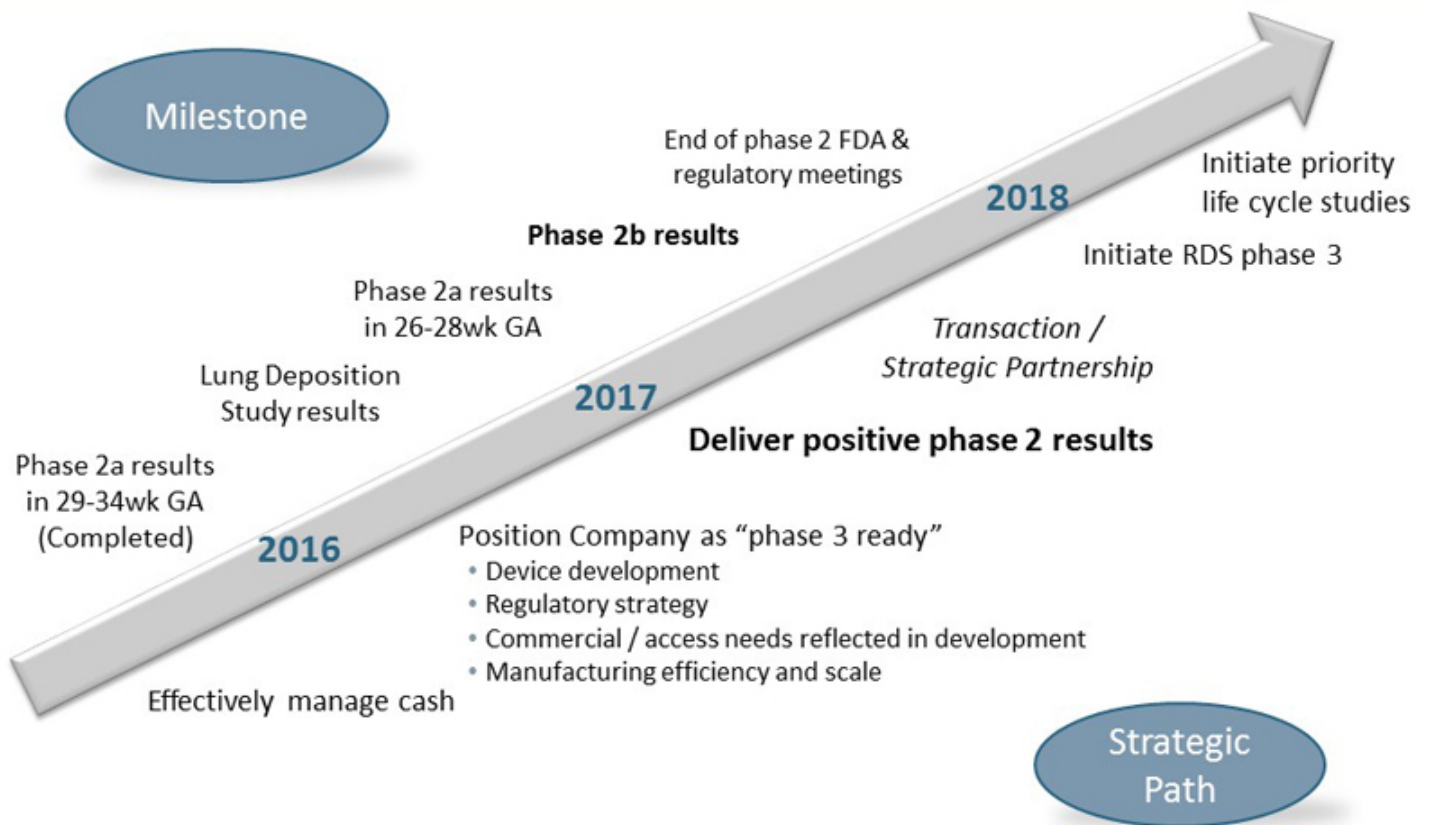 Milestone
End of phase 2 FDA &
regulatory meetings
Phase 2b results
Phase 2a results
in 26-28wk GA
Lung Deposition
Study results
Phase 2a results
in 29-34wk GA
(Completed)
2016
2017
2018
Initiate priority
life cycle studies
Initiate RDS phase 3
Transaction /
Strategic Partnership
Deliver positive phase 2 results
Position Company as “phase 3 ready”
• Device development
• Regulatory strategy
• Commercial / access needs reflected in development
• Manufacturing efficiency and scale
Effectively manage cash
Strategic
Path